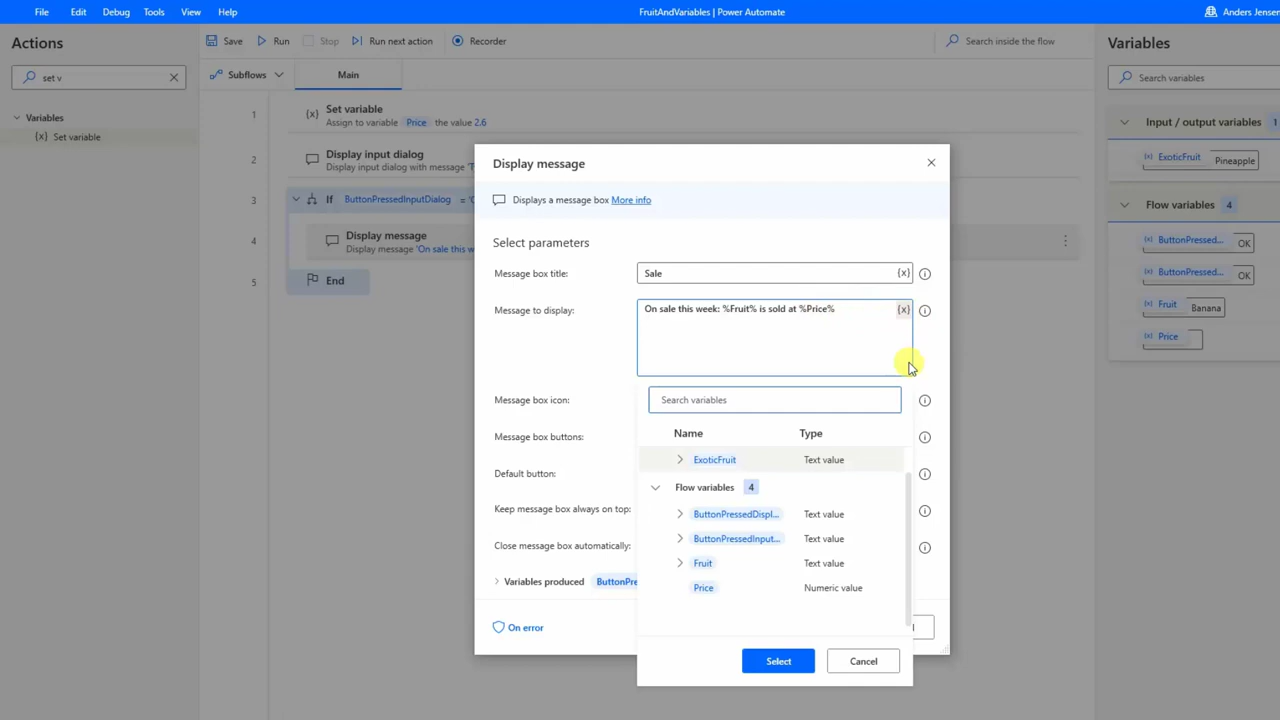 File Edit Debug Tools View Help
FruitAndVariables | Power Automate
Anders Jensen
Actions
set v
Variables
{x} Set variable
Save Run Stop Run next action Recorder
Search inside the flow
Subflows
Main
1
{x} Set variable
Assign to variable Price the value 2.6
2
Display input dialog
Display input dialog with message
3
If ButtonPressedInputDialog =
4
Display message
Display message 'On sale this w
5
End
Display message
Displays a message box More info
Select parameters
Message box title:
Sale
{x}
Message to display:
On sale this week: %Fruit% is sold at %Price%
{x}
Message box icon:
Message box buttons:
Default button:
Keep message box always on top:
Close message box automatically:
Variables produced ButtonPre
On error
Search variables
Name Type
ExoticFruit Text value
Flow variables 4
ButtonPressedDispl... Text value
ButtonPressedInput... Text value
Fruit Text value
Price Numeric value
Select
Cancel
Variables
Search variables
Input / output variables 1
(x) ExoticFruit Pineapple
Flow variables 4
(x) ButtonPressed... OK
(x) ButtonPressed... OK
(x) Fruit Banana
(x) Price